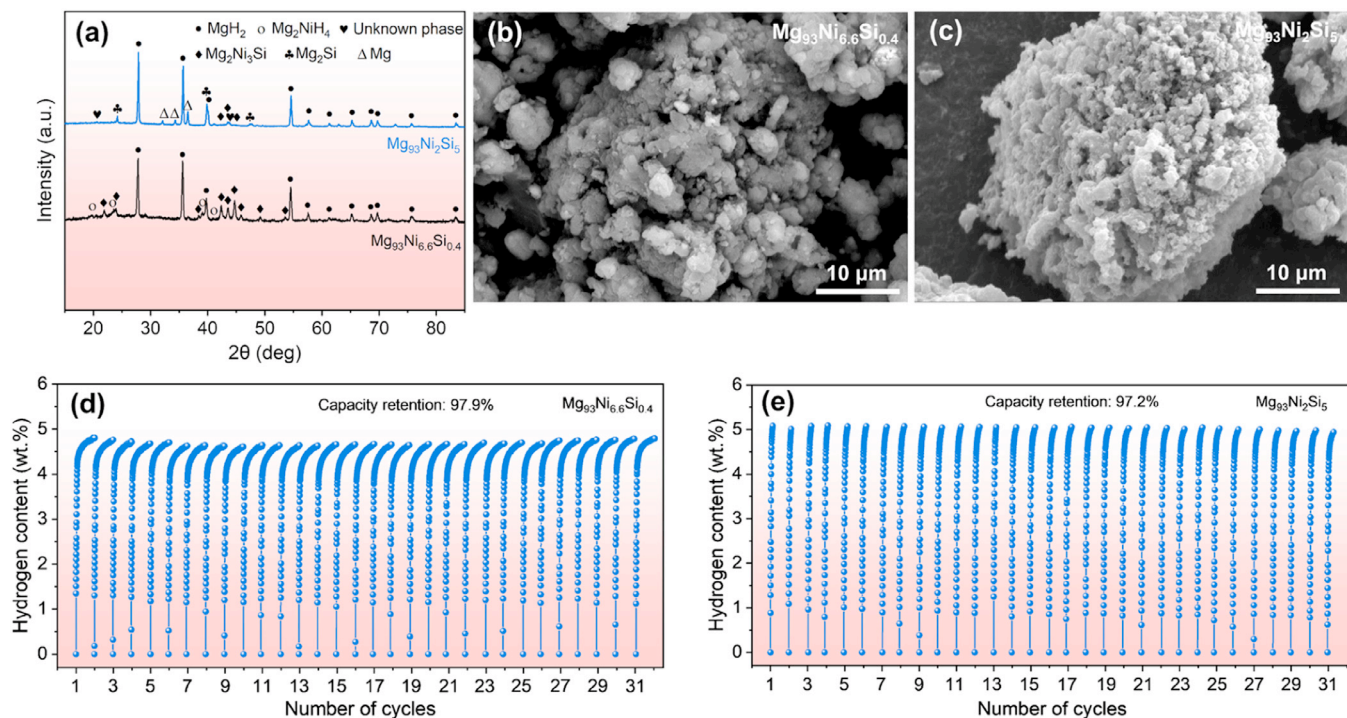 (a)
● MgH₂ ○ Mg₂NiH₄ ♥ Unknown phase
♦ Mg₂Ni₃Si ♣ Mg₂Si △ Mg
Mg₉₃Ni₂Si₅
Mg₉₃Ni₆.₆Si₀.₄
Intensity (a.u.)
20 30 40 50 60 70 80
2θ (deg)
(b)
Mg₉₃Ni₆.₆Si₀.₄
10 μm
(c)
Mg₉₃Ni₂Si₅
10 μm
(d)
Capacity retention: 97.9%
Mg₉₃Ni₆.₆Si₀.₄
Hydrogen content (wt.%)
6
5
4
3
2
1
0
1 3 5 7 9 11 13 15 17 19 21 23 25 27 29 31
Number of cycles
(e)
Capacity retention: 97.2%
Mg₉₃Ni₂Si₅
Hydrogen content (wt.%)
6
5
4
3
2
1
0
1 3 5 7 9 11 13 15 17 19 21 23 25 27 29 31
Number of cycles